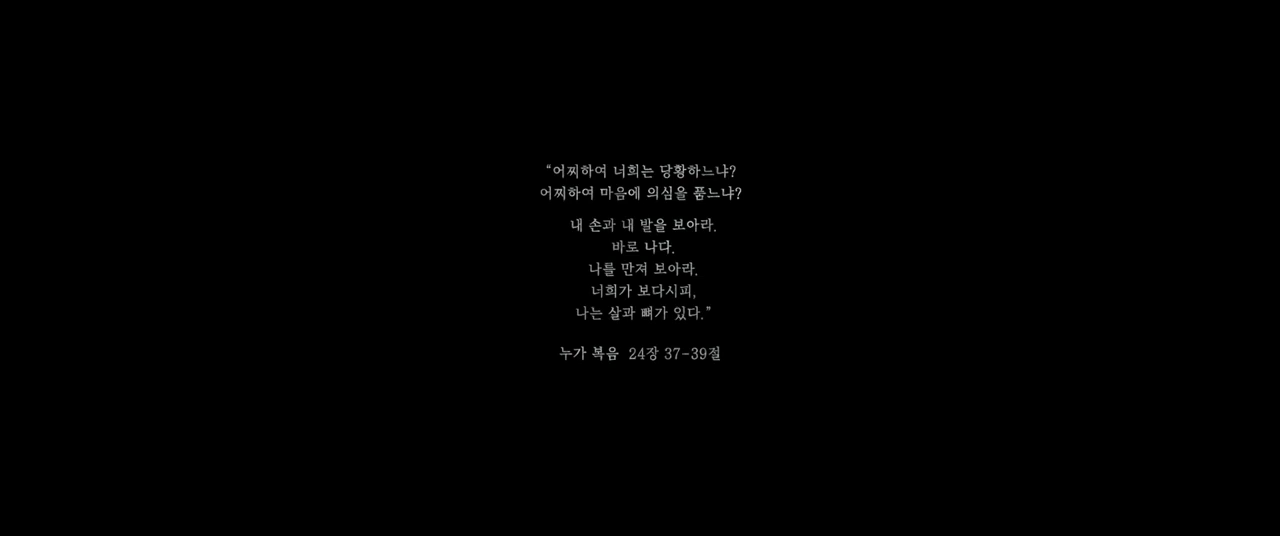 “어찌하여 너희는 당황하느냐?
어찌하여 마음에 의심을 품느냐?
내 손과 내 발을 보아라.
바로 나다.
나를 만져 보아라.
너희가 보다시피,
나는 살과 뼈가 있다.”
누가 복음 24장 37-39절